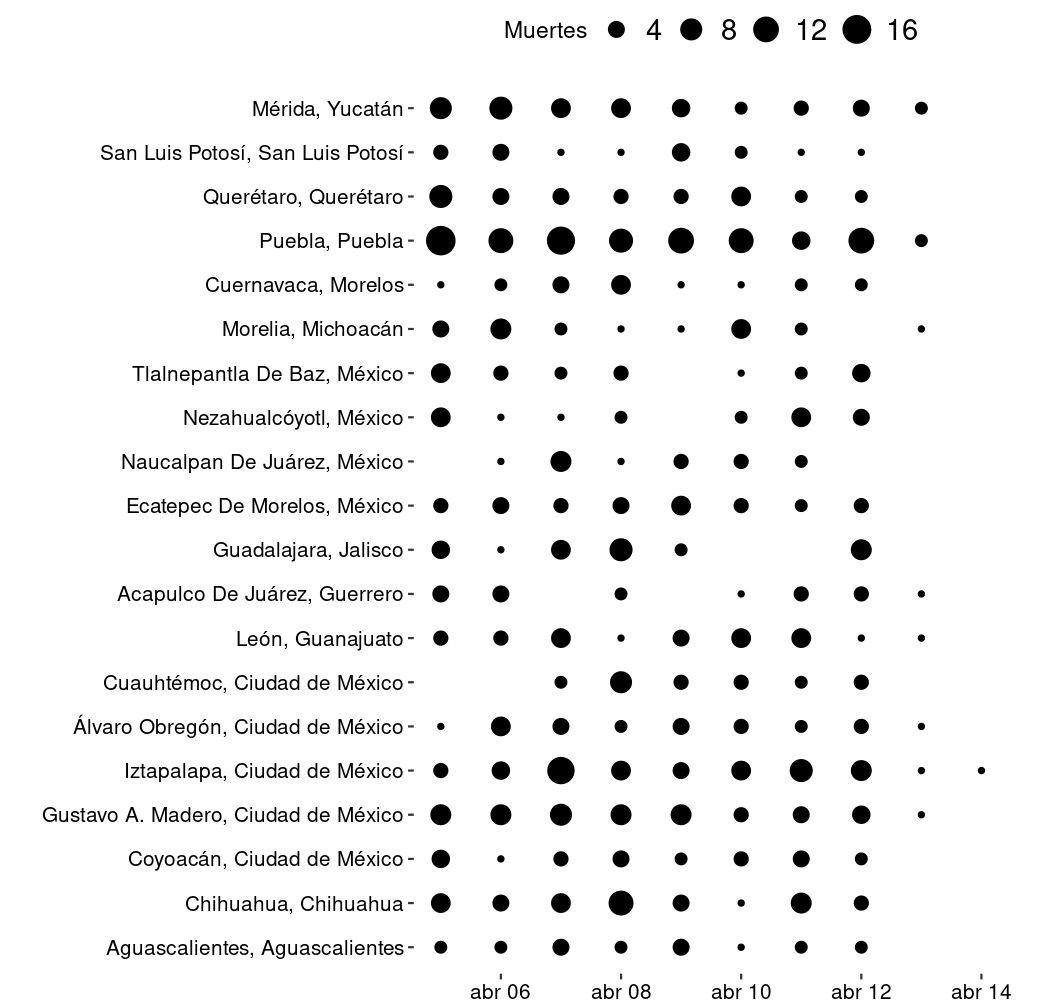 Muertes 4 8 12 16
Mérida, Yucatán
San Luis Potosí, San Luis Potosí
Querétaro, Querétaro
Puebla, Puebla
Cuernavaca, Morelos
Morelia, Michoacán
Tlalnepantla De Baz, México
Nezahualcóyotl, México
Naucalpan De Juárez, México
Ecatepec De Morelos, México
Guadalajara, Jalisco
Acapulco De Juárez, Guerrero
León, Guanajuato
Cuauhtémoc, Ciudad de México
Álvaro Obregón, Ciudad de México
Iztapalapa, Ciudad de México
Gustavo A. Madero, Ciudad de México
Coyoacán, Ciudad de México
Chihuahua, Chihuahua
Aguascalientes, Aguascalientes
abr 06 abr 08 abr 10 abr 12 abr 14